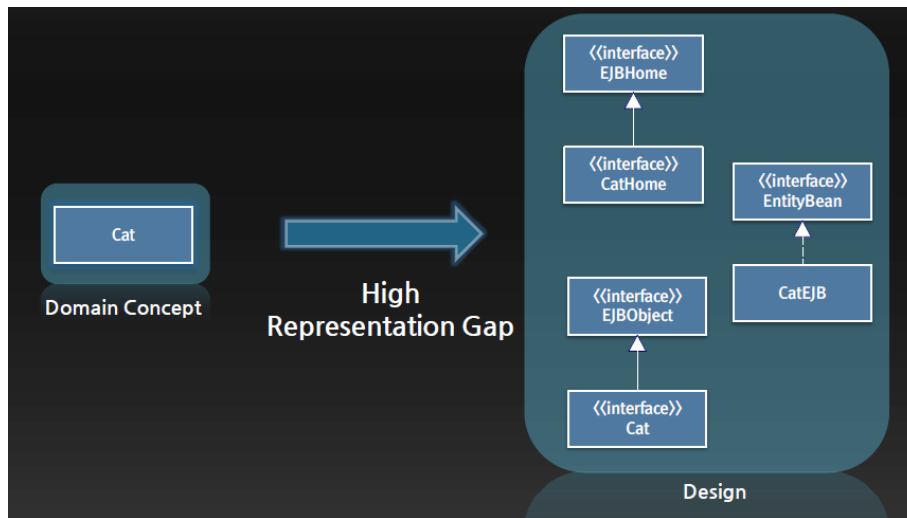 Cat
Domain Concept
High
Representation Gap
《interface》
EJBHome
《interface》
CatHome
《interface》
EntityBean
CatEJB
《interface》
EJBObject
《interface》
Cat
Design